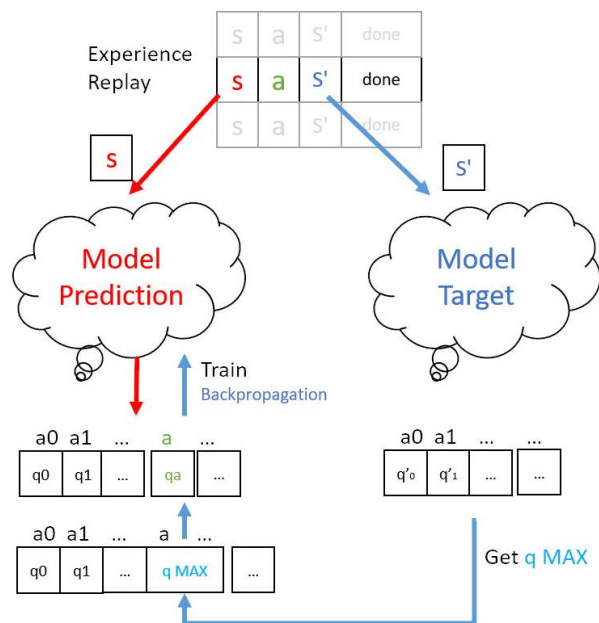 Experience
Replay
s a S' done
s a S' done
s a S' done
s
S'
Model
Prediction
Model
Target
Train
Backpropagation
a0 a1 ... a ...
q0 q1 ... qa ...
a0 a1 ... ...
q'₀ q'₁ ... ...
a0 a1 ... a ...
q0 q1 ... q MAX ...
Get q MAX